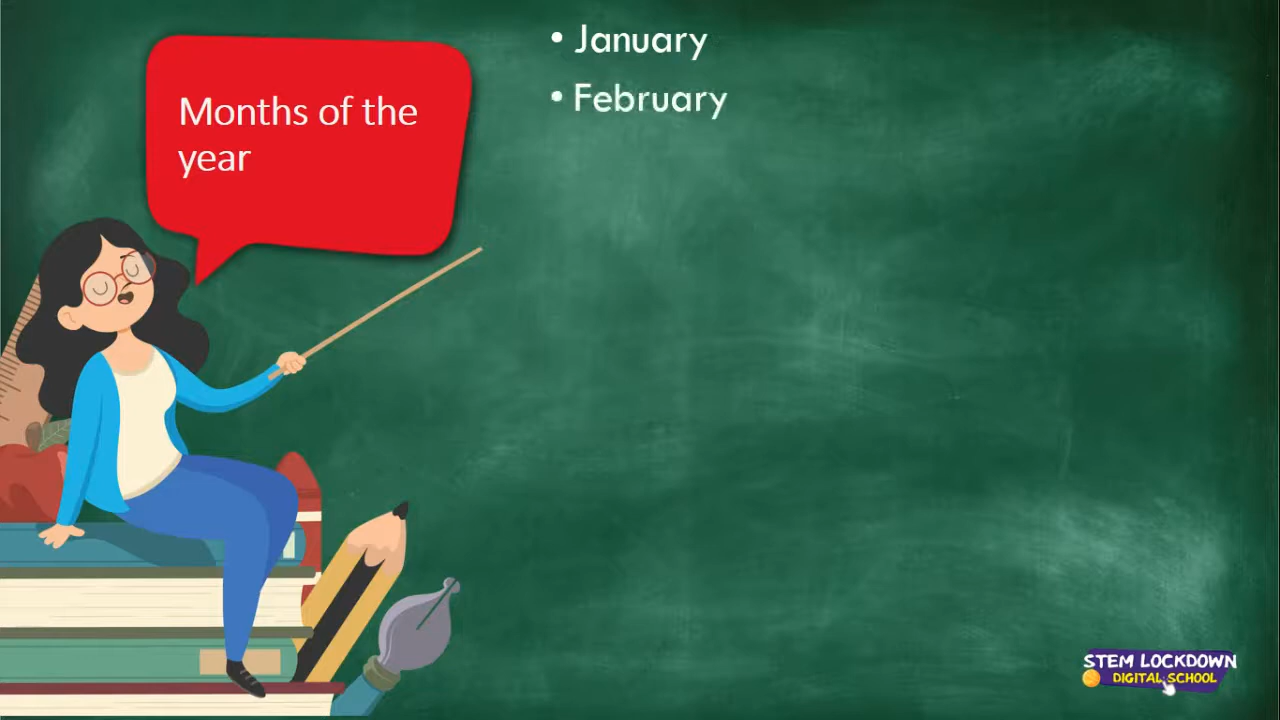 Months of the
year
• January
• February
STEM LOCKDOWN
DIGITAL SCHOOL